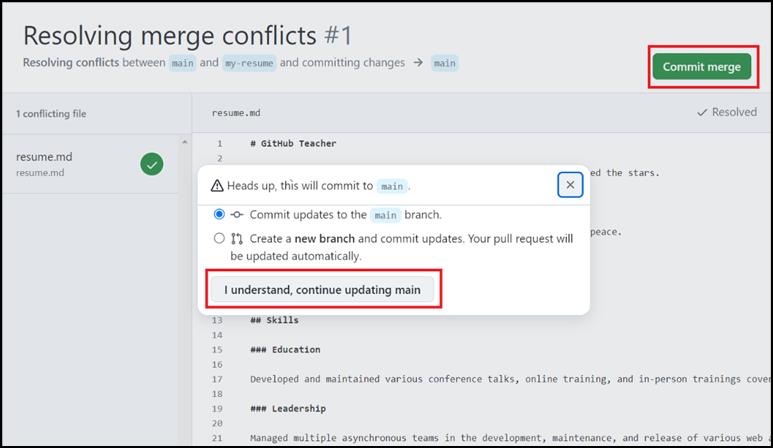 Resolving merge conflicts #1
Resolving conflicts between main and my-resume and committing changes → main
Commit merge
1 conflicting file
resume.md
Resolved
resume.md
resume.md
1 # GitHub Teacher
2
ed the stars.
Heads up, this will commit to main.
Commit updates to the main branch.
peace.
Create a new branch and commit updates. Your pull request will
be updated automatically.
I understand, continue updating main
13 ## Skills
14
15 ### Education
16
17 Developed and maintained various conference talks, online training, and in-person trainings cover
18
19 ### Leadership
20
21 Managed multiple asynchronous teams in the development, maintenance, and release of various web a